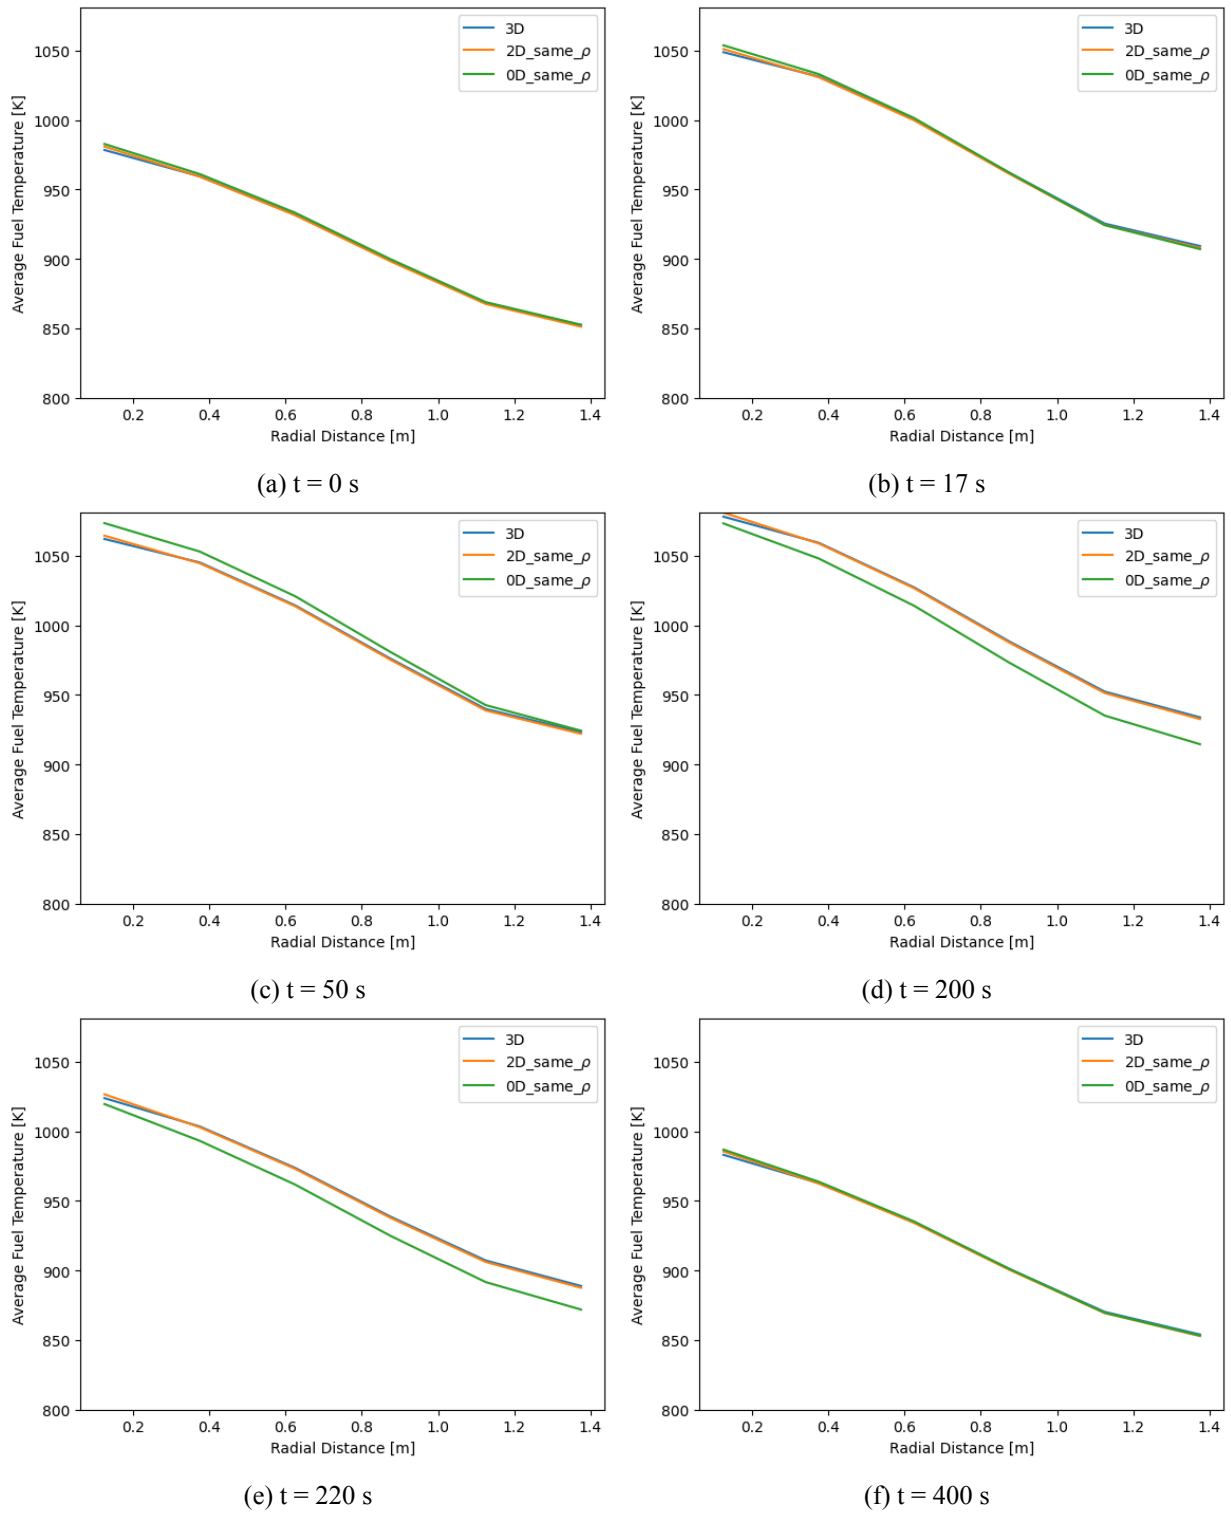 Average Fuel Temperature [K]
1050
1000
950
900
850
800
3D
2D_same_ρ
0D_same_ρ
0.2 0.4 0.6 0.8 1.0 1.2 1.4
Radial Distance [m]
(a) t = 0 s
Average Fuel Temperature [K]
1050
1000
950
900
850
800
3D
2D_same_ρ
0D_same_ρ
0.2 0.4 0.6 0.8 1.0 1.2 1.4
Radial Distance [m]
(b) t = 17 s
Average Fuel Temperature [K]
1050
1000
950
900
850
800
3D
2D_same_ρ
0D_same_ρ
0.2 0.4 0.6 0.8 1.0 1.2 1.4
Radial Distance [m]
(c) t = 50 s
Average Fuel Temperature [K]
1050
1000
950
900
850
800
3D
2D_same_ρ
0D_same_ρ
0.2 0.4 0.6 0.8 1.0 1.2 1.4
Radial Distance [m]
(d) t = 200 s
Average Fuel Temperature [K]
1050
1000
950
900
850
800
3D
2D_same_ρ
0D_same_ρ
0.2 0.4 0.6 0.8 1.0 1.2 1.4
Radial Distance [m]
(e) t = 220 s
Average Fuel Temperature [K]
1050
1000
950
900
850
800
3D
2D_same_ρ
0D_same_ρ
0.2 0.4 0.6 0.8 1.0 1.2 1.4
Radial Distance [m]
(f) t = 400 s